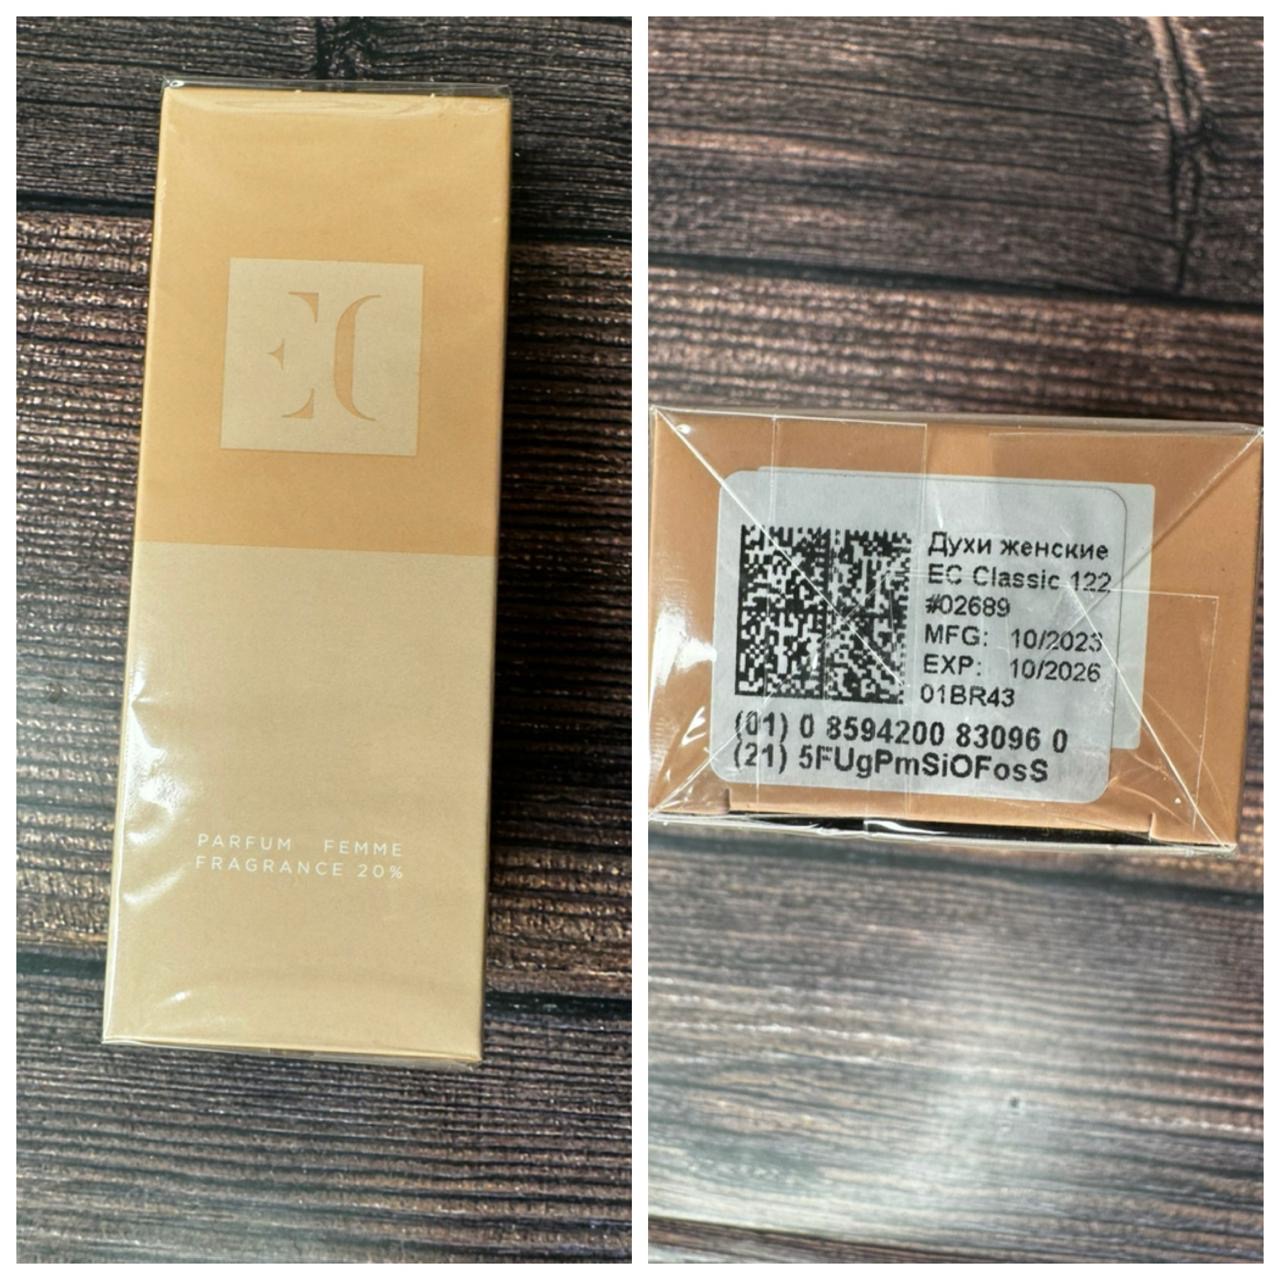 EC
PARFUM FEMME
FRAGRANCE 20%
Духи женские
EC Classic 122
#02689
MFG: 10/2023
EXP: 10/2026
01BR43
(01) 0 8594200 83096 0
(21) 5FUgPmSiOFosS